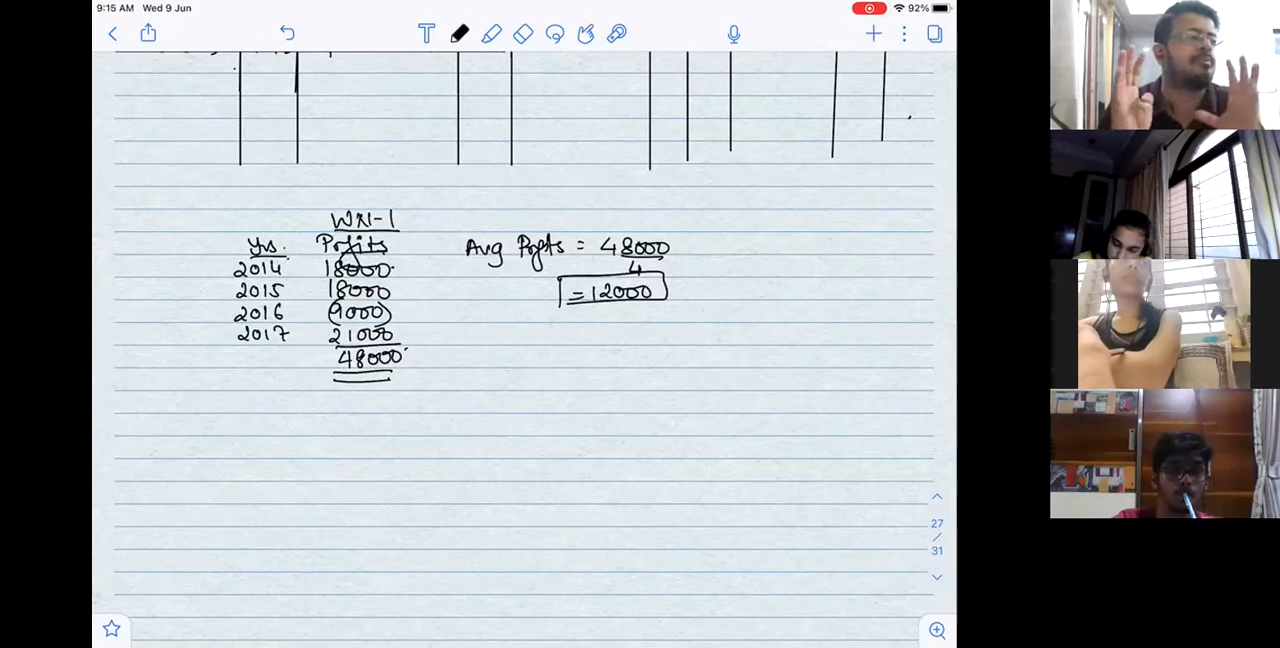 9:15 AM Wed 9 Jun
92%
T
WN-1
Yrs. Profits
2014 18000
2015 18000
2016 (9000)
2017 21000
48000
Avg Profits = 48000
4
= 12000
27
/
31